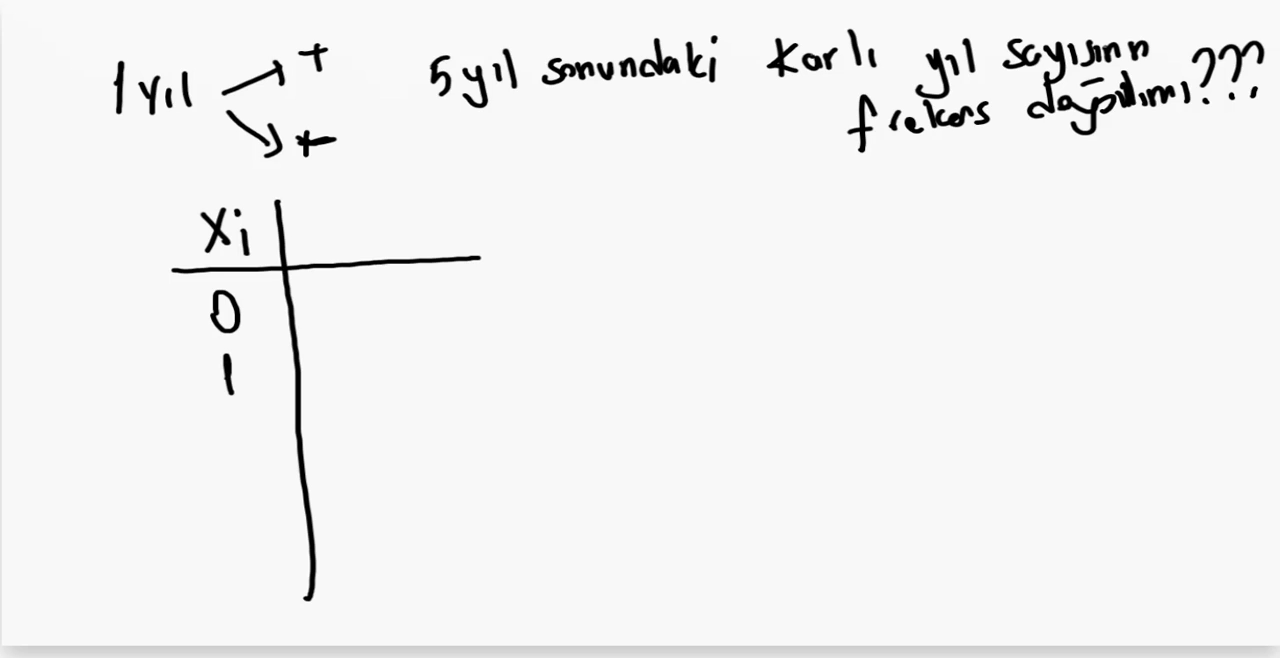 1 yıl + 5 yıl sonundaki karlı yıl sayısının
- frekans dağılımı???
Xi
0
1